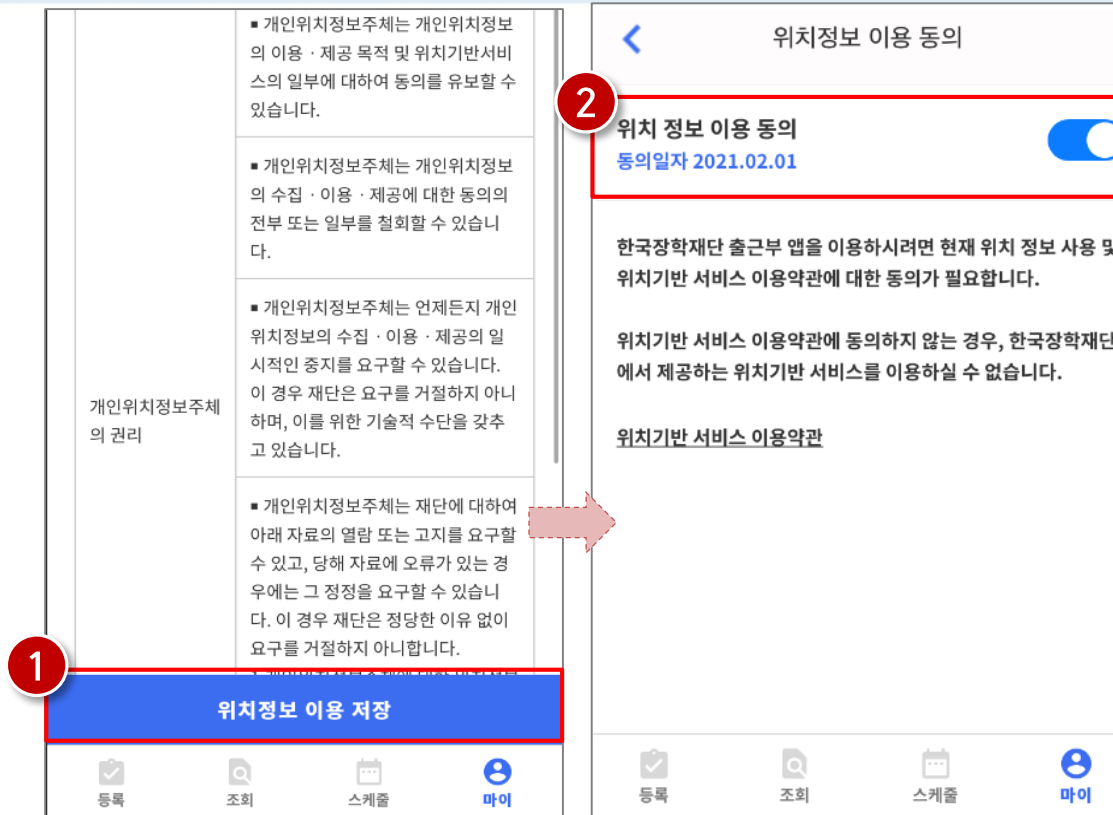 ■ 개인위치정보주체는 개인위치정보
의 이용 · 제공 목적 및 위치기반서비
스의 일부에 대하여 동의를 유보할 수
있습니다.
■ 개인위치정보주체는 개인위치정보
의 수집 · 이용 · 제공에 대한 동의의
전부 또는 일부를 철회할 수 있습니
다.
■ 개인위치정보주체는 언제든지 개인
위치정보의 수집 · 이용 · 제공의 일
시적인 중지를 요구할 수 있습니다.
이 경우 재단은 요구를 거절하지 아니
하며, 이를 위한 기술적 수단을 갖추
고 있습니다.
개인위치정보주체
의 권리
■ 개인위치정보주체는 재단에 대하여
아래 자료의 열람 또는 고지를 요구할
수 있고, 당해 자료에 오류가 있는 경
우에는 그 정정을 요구할 수 있습니
다. 이 경우 재단은 정당한 이유 없이
요구를 거절하지 아니합니다.
1
위치정보 이용 저장
등록
조회
스케줄
마이
위치정보 이용 동의
2
위치 정보 이용 동의
동의일자 2021.02.01
한국장학재단 출근부 앱을 이용하시려면 현재 위치 정보 사용 및
위치기반 서비스 이용약관에 대한 동의가 필요합니다.
위치기반 서비스 이용약관에 동의하지 않는 경우, 한국장학재단
에서 제공하는 위치기반 서비스를 이용하실 수 없습니다.
위치기반 서비스 이용약관
등록
조회
스케줄
마이